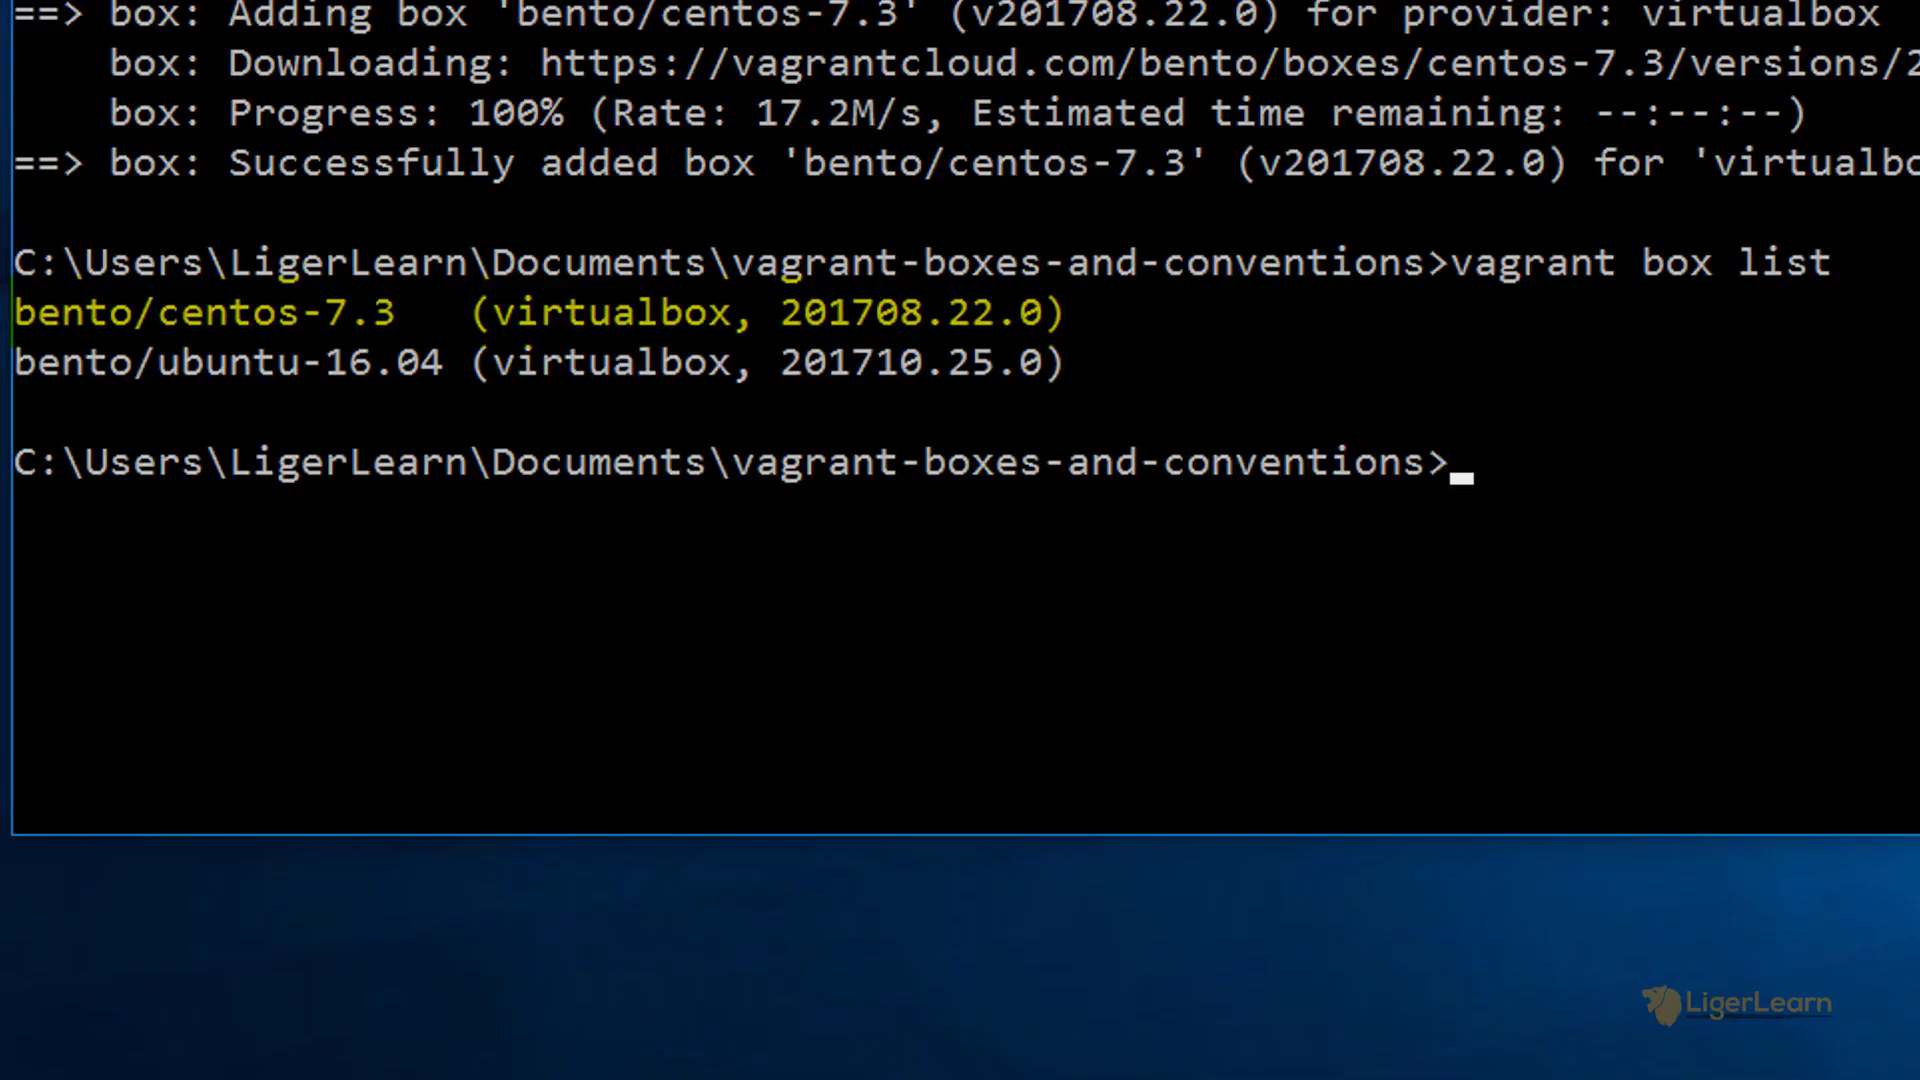 ==> box: Adding box 'bento/centos-7.3' (v201708.22.0) for provider: virtualbox
box: Downloading: https://vagrantcloud.com/bento/boxes/centos-7.3/versions/2
box: Progress: 100% (Rate: 17.2M/s, Estimated time remaining: --:--:--)
==> box: Successfully added box 'bento/centos-7.3' (v201708.22.0) for 'virtualbo
C:\Users\LigerLearn\Documents\vagrant-boxes-and-conventions>vagrant box list
bento/centos-7.3   (virtualbox, 201708.22.0)
bento/ubuntu-16.04 (virtualbox, 201710.25.0)
C:\Users\LigerLearn\Documents\vagrant-boxes-and-conventions>
LigerLearn